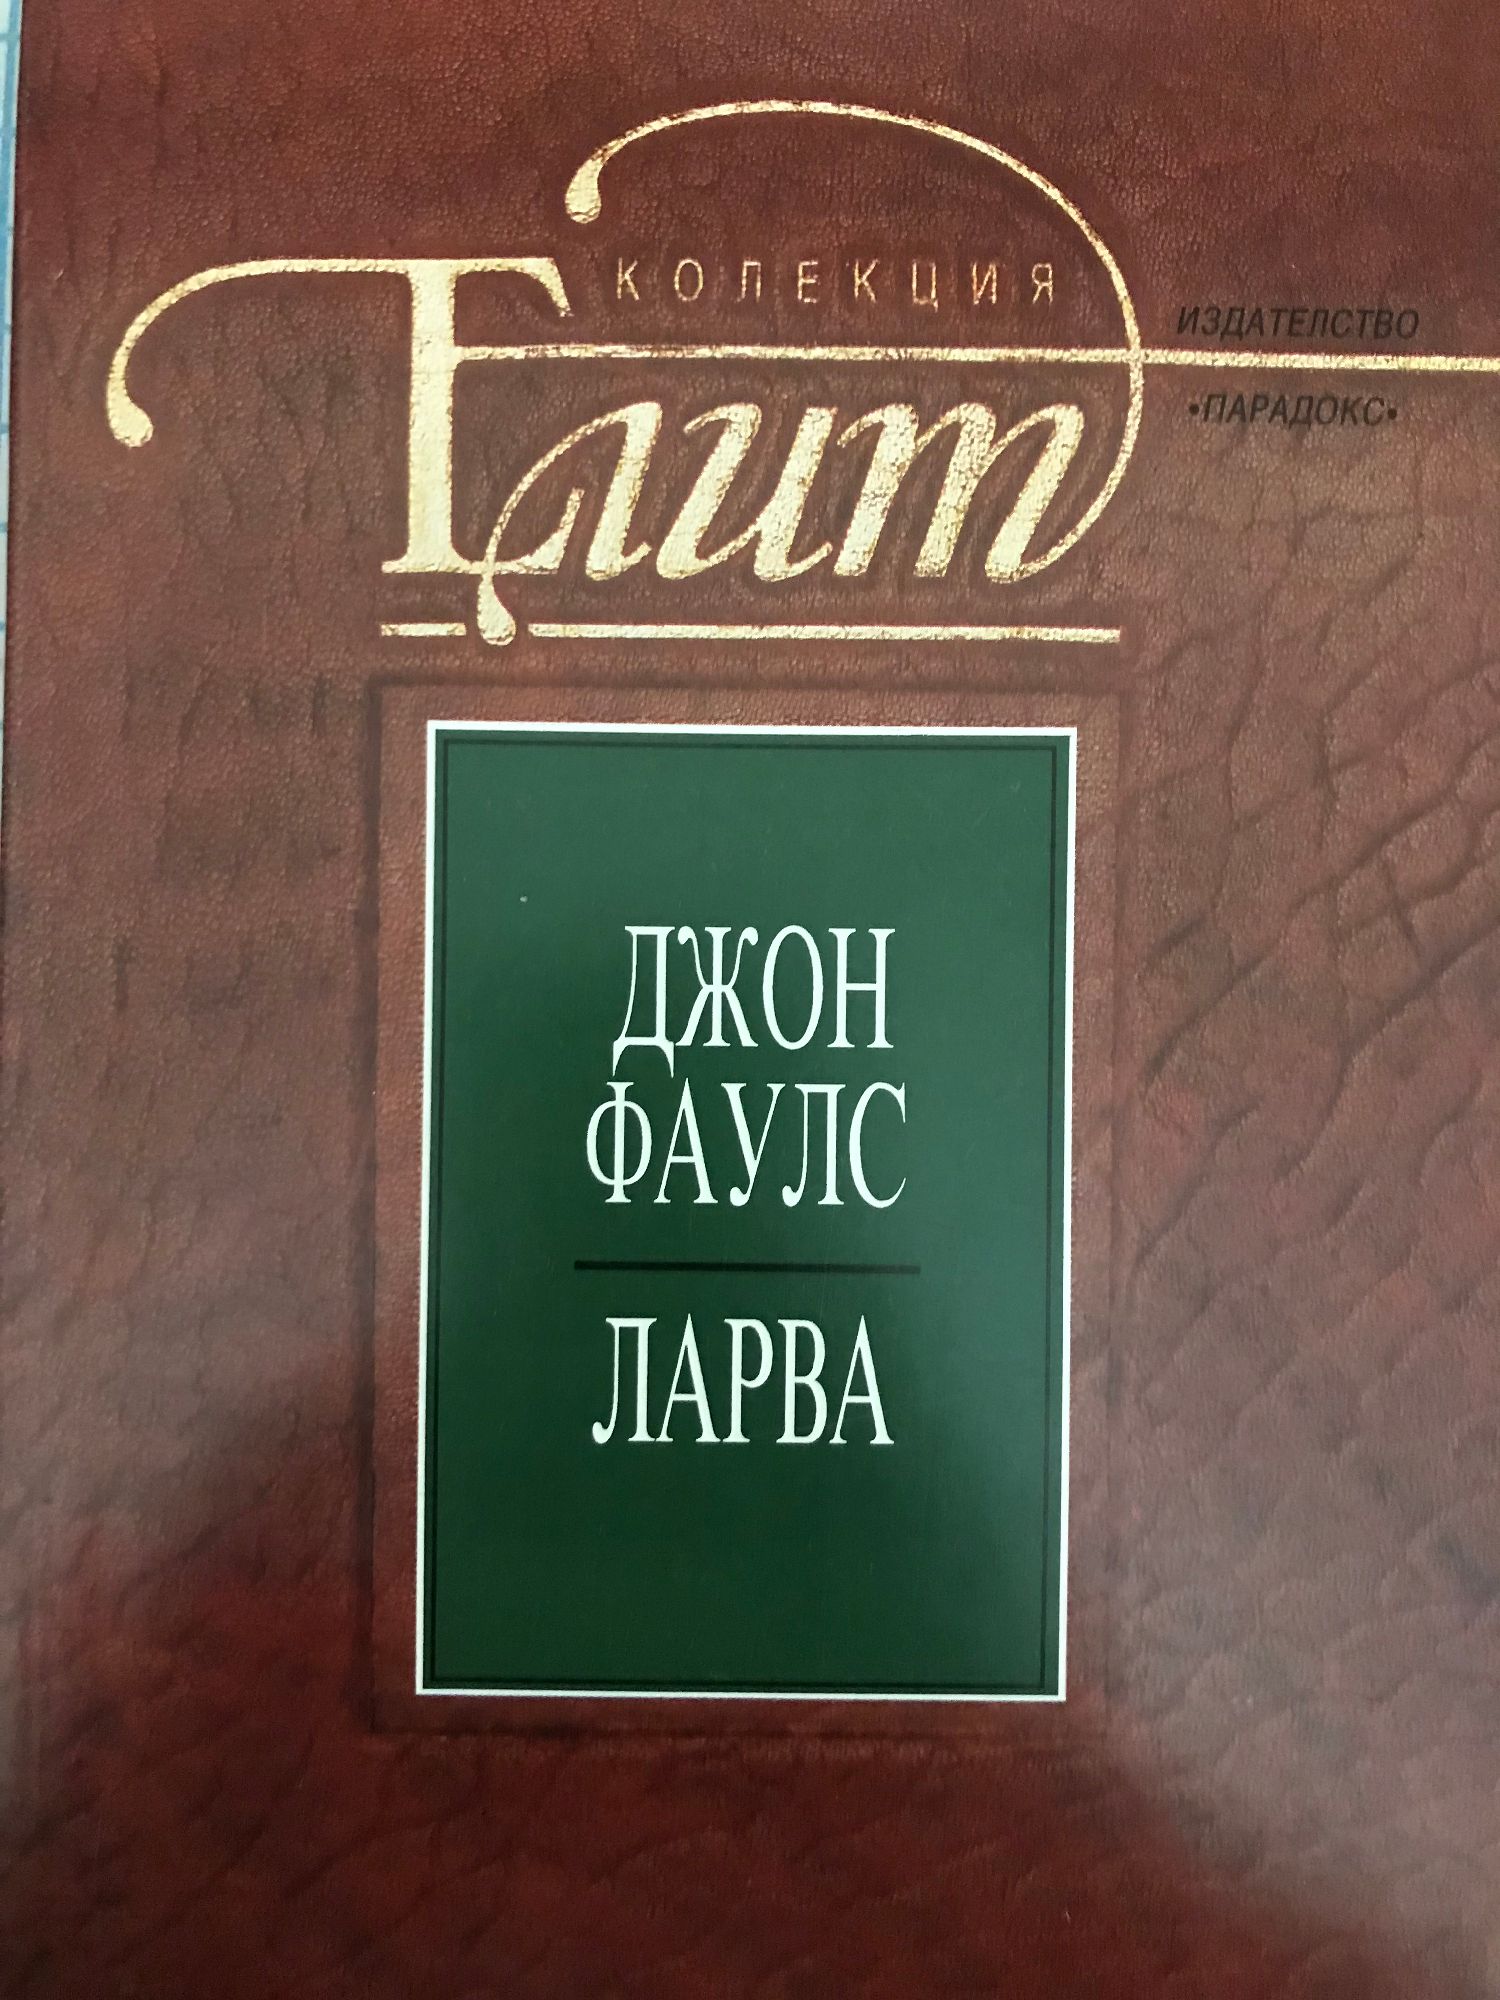 КОЛЕКЦИЯ
Елит
ИЗДАТЕЛСТВО
•ПАРАДОКС•
ДЖОН
ФАУЛС
ЛАРВА